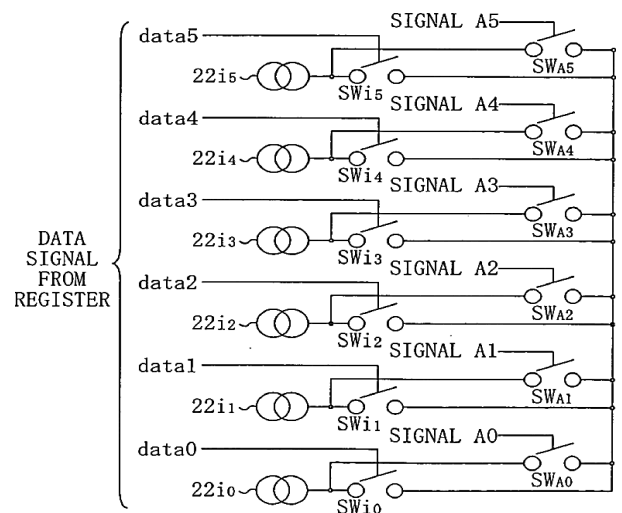 SIGNAL A5
data5
22i5
SWi5
SWA5
SIGNAL A4
data4
22i4
SWi4
SWA4
SIGNAL A3
data3
22i3
SWi3
SWA3
DATA
SIGNAL
FROM
REGISTER
SIGNAL A2
data2
22i2
SWi2
SWA2
SIGNAL A1
data1
22i1
SWi1
SWA1
SIGNAL A0
data0
22i0
SWi0
SWA0